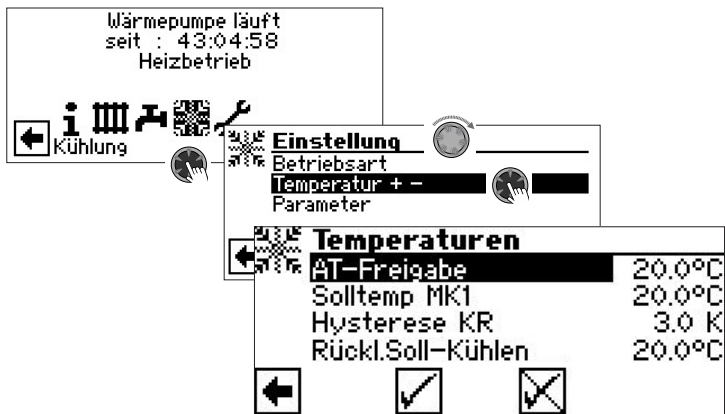 Wärmepumpe läuft
seit : 43:04:58
Heizbetrieb
Kühlung
Einstellung
Betriebsart
Temperatur + -
Parameter
Temperaturen
AT-Freigabe 20.0°C
Solltemp MK1 20.0°C
Hysterese KR 3.0 K
Rückl.Soll-Kühlen 20.0°C